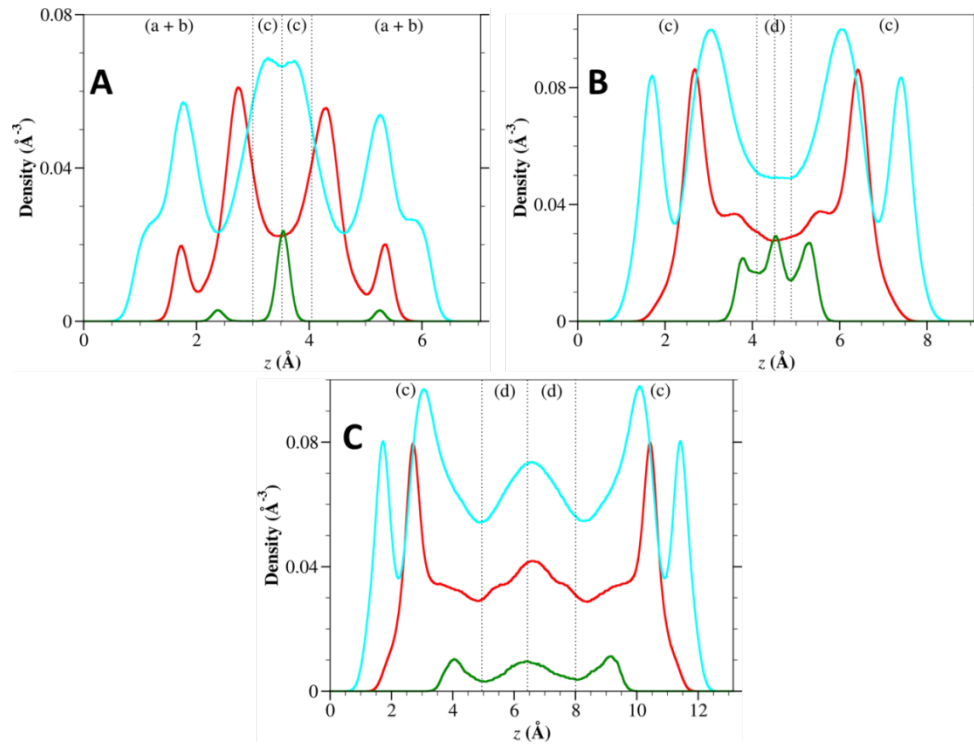 (a + b) (c) (c) (a + b)
A
0.08
0.04
0
Density (Å⁻³)
0 2 4 6
z (Å)
(c) (d) (c)
B
0.08
0.04
0
Density (Å⁻³)
0 2 4 6 8
z (Å)
(c) (d) (d) (c)
C
0.08
0.04
0
Density (Å⁻³)
0 2 4 6 8 10 12
z (Å)